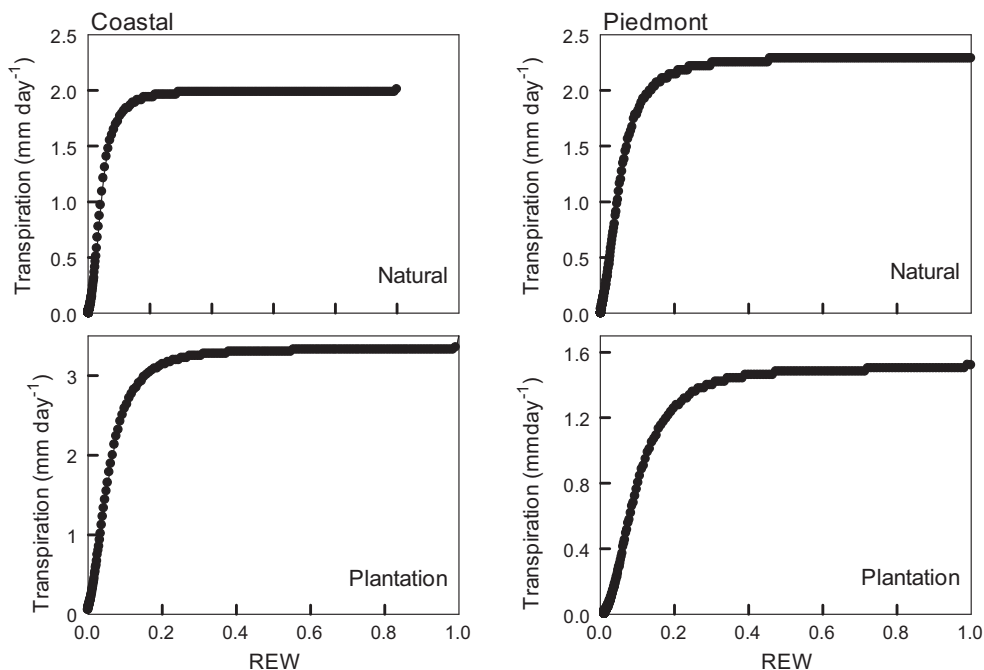 Coastal
Piedmont
Transpiration (mm day-1)
2.5
2.0
1.5
1.0
0.5
0.0
Natural
Transpiration (mm day-1)
2.5
2.0
1.5
1.0
0.5
0.0
Natural
Transpiration (mm day-1)
3
2
1
0
Plantation
0.0 0.2 0.4 0.6 0.8 1.0
REW
Transpiration (mmday-1)
1.6
1.2
0.8
0.4
0.0
Plantation
0.0 0.2 0.4 0.6 0.8 1.0
REW